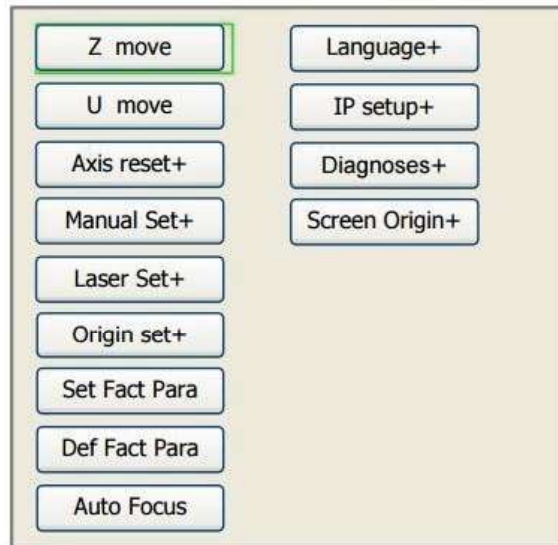 Z move
U move
Axis reset+
Manual Set+
Laser Set+
Origin set+
Set Fact Para
Def Fact Para
Auto Focus
Language+
IP setup+
Diagnoses+
Screen Origin+